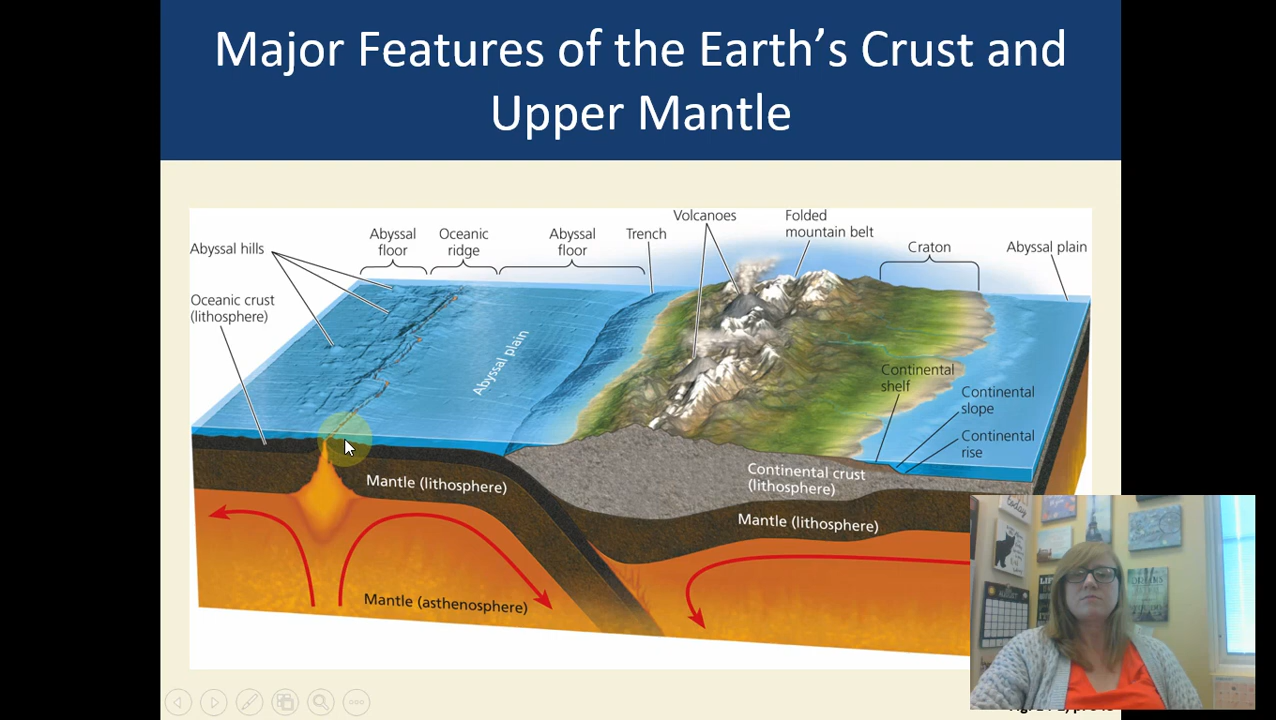 Major Features of the Earth's Crust and
Upper Mantle
Volcanoes
Folded
mountain belt
Abyssal
floor
Oceanic
ridge
Abyssal
floor
Trench
Craton
Abyssal plain
Abyssal hills
Oceanic crust
(lithosphere)
Abyssal plain
Continental
shelf
Continental
slope
Continental
rise
Mantle (lithosphere)
Continental crust
(lithosphere)
Mantle (lithosphere)
Mantle (asthenosphere)